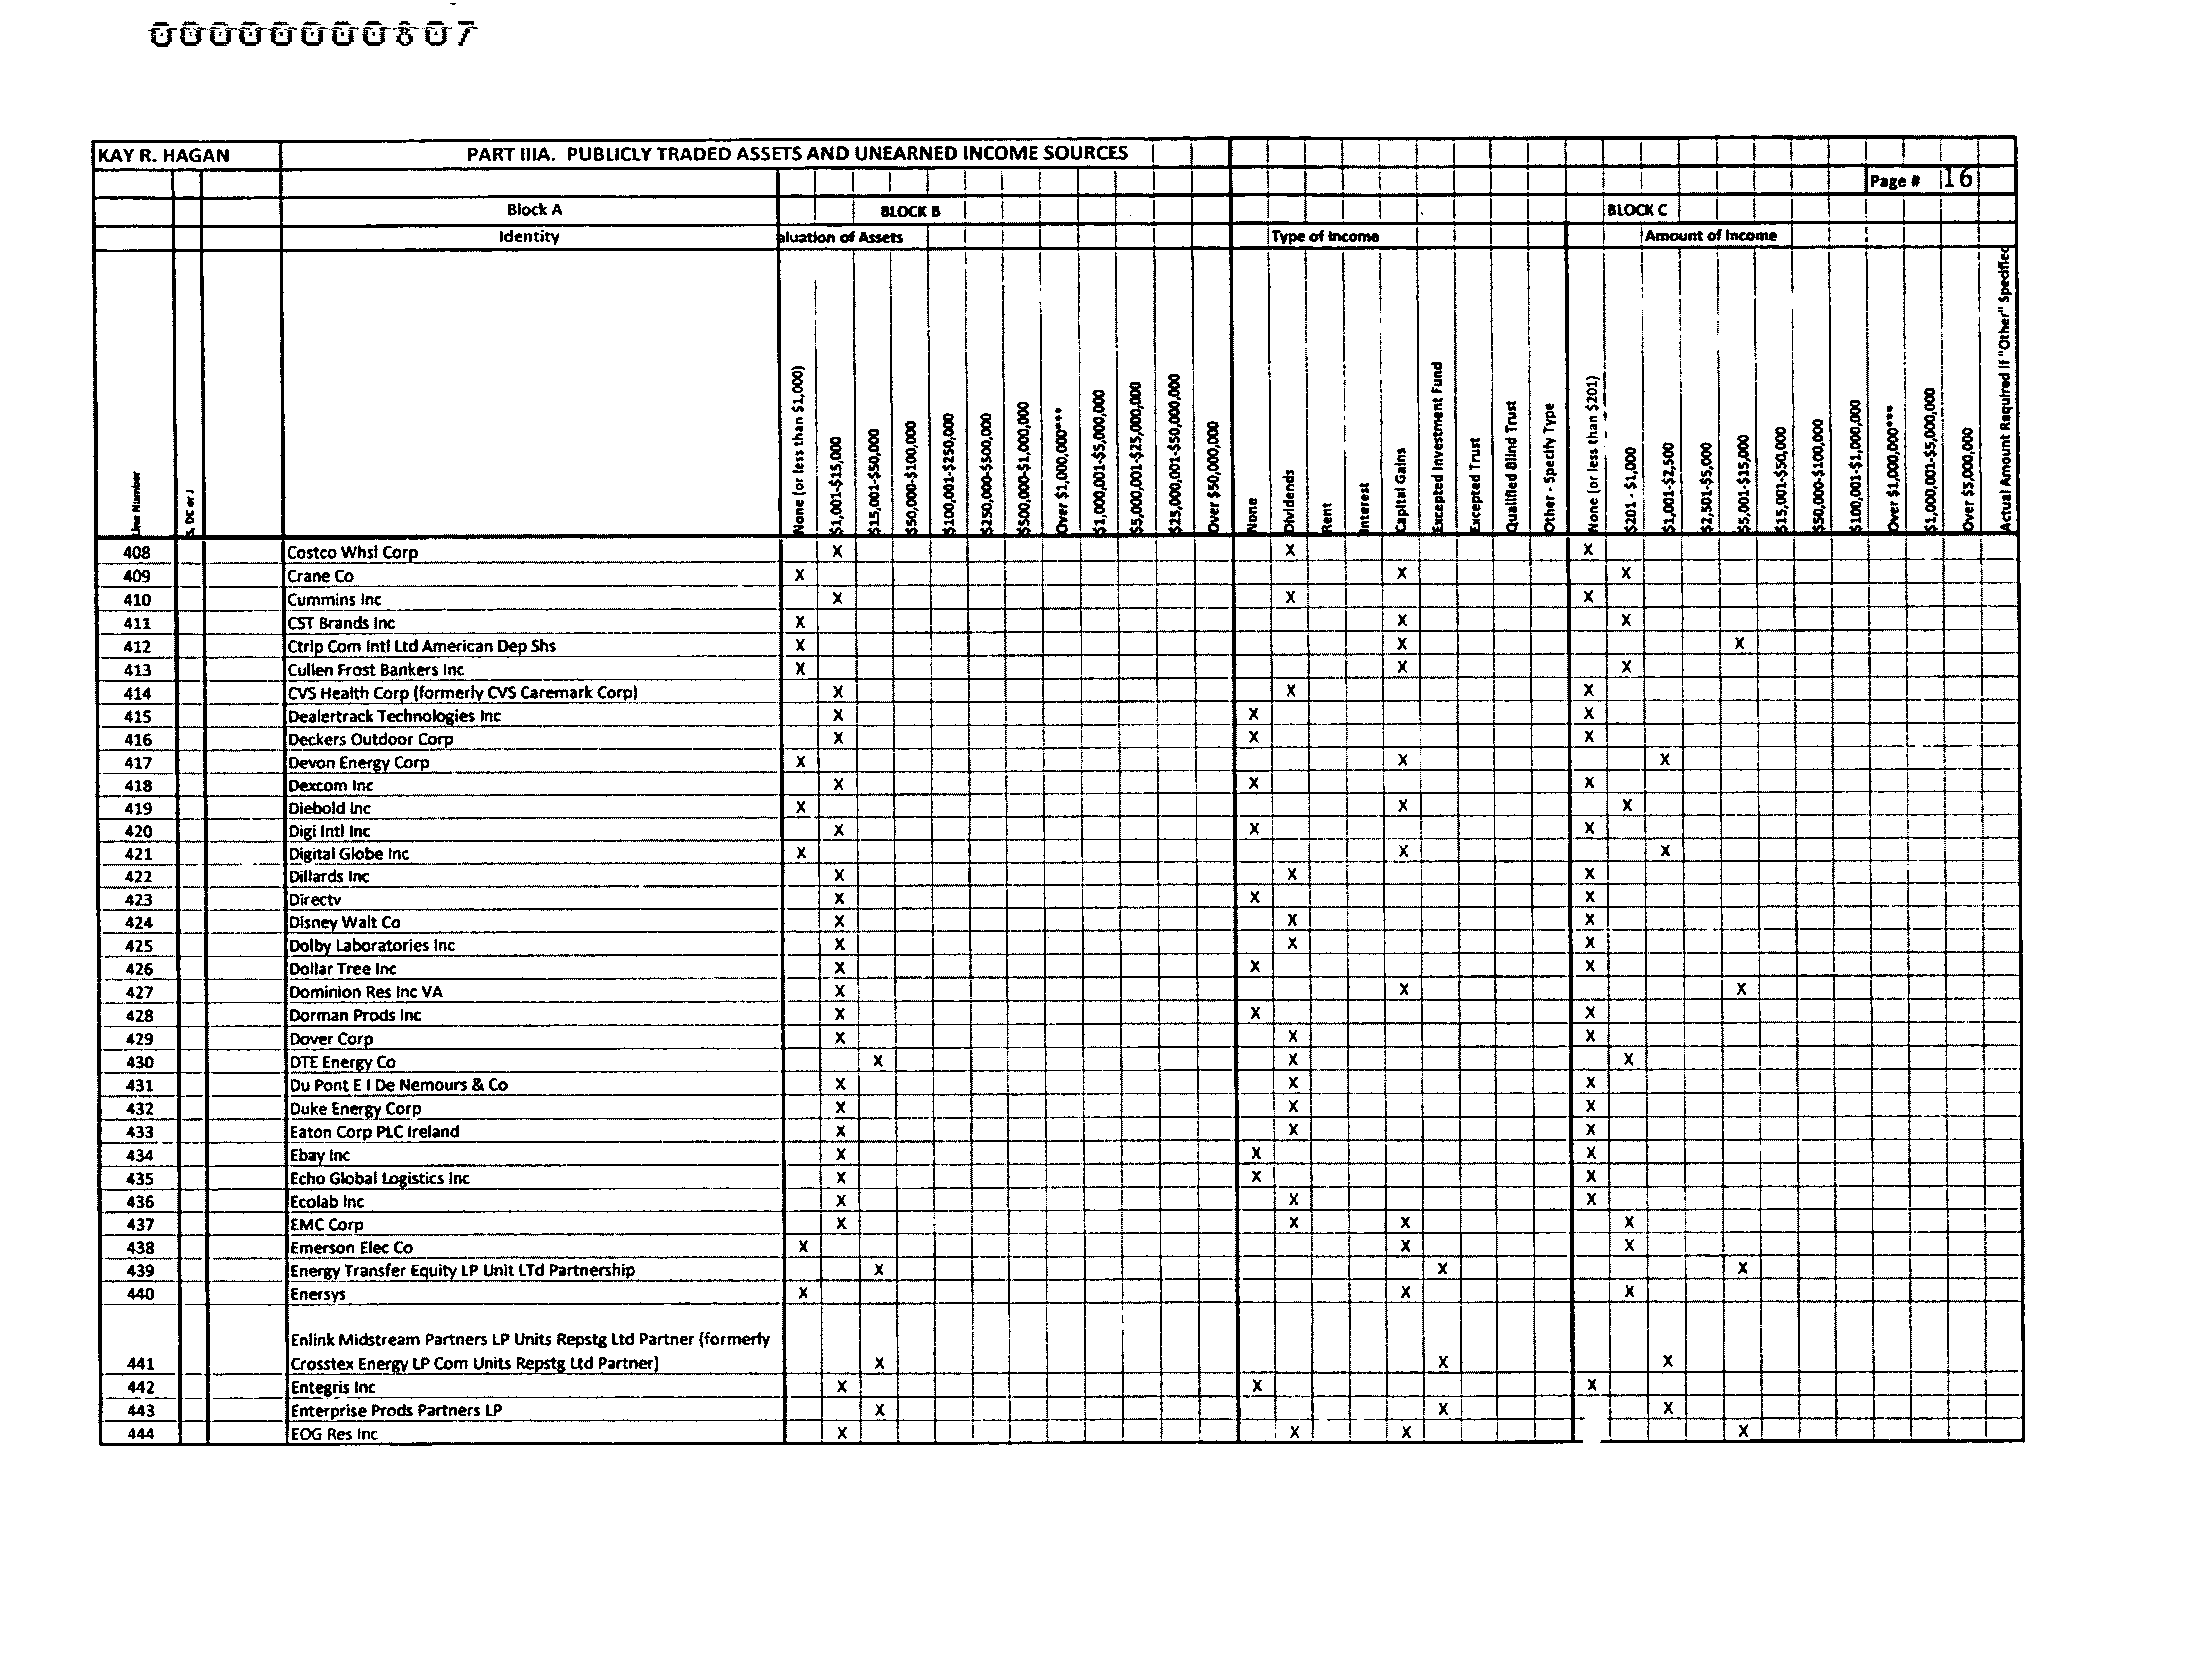 00000000807
KAY R. HAGAN PART IIIA. PUBLICLY TRADED ASSETS AND UNEARNED INCOME SOURCES
Page # 16
Block A BLOCK B BLOCK C
Identity aluation of Assets Type of Income Amount of Income
Line Number
S, DC or J
None (or less than $1,000)
$1,001-$15,000
$15,001-$50,000
$50,000-$100,000
$100,001-$250,000
$250,000-$500,000
$500,000-$1,000,000
Over $1,000,000***
$1,000,001-$5,000,000
$5,000,001-$25,000,000
$25,000,001-$50,000,000
Over $50,000,000
None
Dividends
Rent
Interest
Capital Gains
Excepted Investment Fund
Excepted Trust
Qualified Blind Trust
Other - Specify Type
None (or less than $201)
$201 - $1,000
$1,001-$2,500
$2,501-$5,000
$5,001-$15,000
$15,001-$50,000
$50,000-$100,000
$100,001-$1,000,000
Over $1,000,000***
$1,000,001-$5,000,000
Over $5,000,000
Actual Amount Required If "Other" Specified
408 Costco Whsl Corp X X X
409 Crane Co X X X
410 Cummins Inc X X X
411 CST Brands Inc X X X
412 Ctrip Com Intl Ltd American Dep Shs X X X
413 Cullen Frost Bankers Inc X X X
414 CVS Health Corp (formerly CVS Caremark Corp) X X X
415 Dealertrack Technologies Inc X X X
416 Deckers Outdoor Corp X X X
417 Devon Energy Corp X X X
418 Dexcom Inc X X X
419 Diebold Inc X X X
420 Digi Intl Inc X X X
421 Digital Globe Inc X X X
422 Dillards Inc X X X
423 Directv X X X
424 Disney Walt Co X X X
425 Dolby Laboratories Inc X X X
426 Dollar Tree Inc X X X
427 Dominion Res Inc VA X X X
428 Dorman Prods Inc X X X
429 Dover Corp X X X
430 DTE Energy Co X X X
431 Du Pont E I De Nemours & Co X X X
432 Duke Energy Corp X X X
433 Eaton Corp PLC Ireland X X X
434 Ebay Inc X X X
435 Echo Global Logistics Inc X X X
436 Ecolab Inc X X X
437 EMC Corp X X X X
438 Emerson Elec Co X X X
439 Energy Transfer Equity LP Unit LTd Partnership X X X
440 Enersys X X X
Enlink Midstream Partners LP Units Repstg Ltd Partner (formerly
441 Crosstex Energy LP Com Units Repstg Ltd Partner) X X X
442 Entegris Inc X X X
443 Enterprise Prods Partners LP X X X
444 EOG Res Inc X X X X